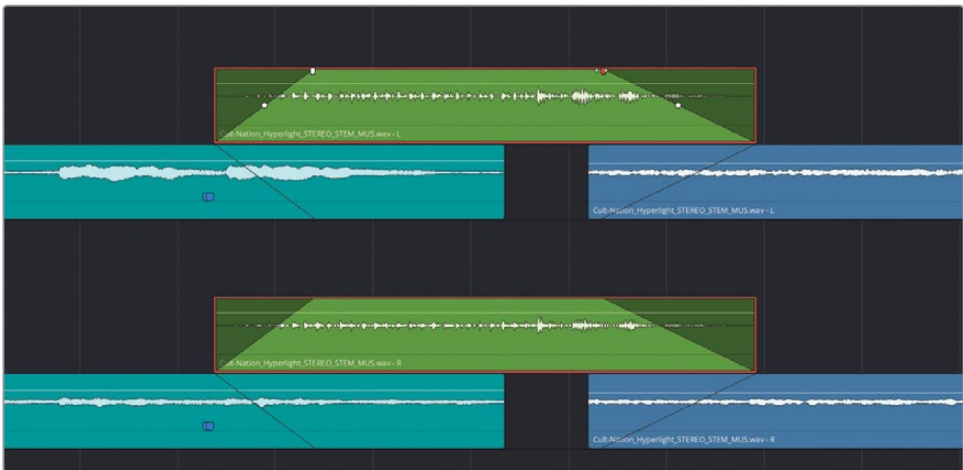 Cult-Nation_Hyperlight_STEREO_STEM_MUS.wav - L
Cult-Nation_Hyperlight_STEREO_STEM_MUS.wav - L
Cult-Nation_Hyperlight_STEREO_STEM_MUS.wav - R
Cult-Nation_Hyperlight_STEREO_STEM_MUS.wav - R